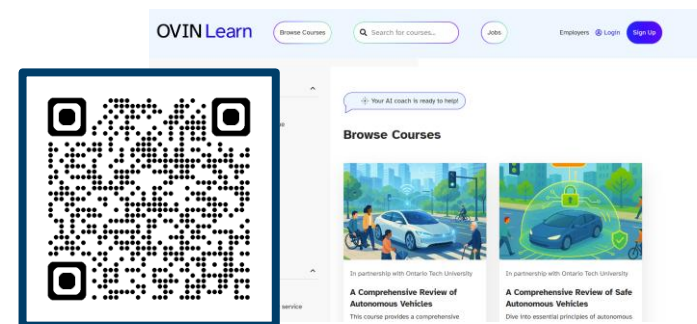 OVIN Learn
Browse Courses
Search for courses...
Jobs
Employers
Login
Sign Up
Your AI coach is ready to help!
Browse Courses
In partnership with Ontario Tech University
A Comprehensive Review of
Autonomous Vehicles
This course provides a comprehensive
In partnership with Ontario Tech University
A Comprehensive Review of Safe
Autonomous Vehicles
Dive into essential principles of autonomous
service